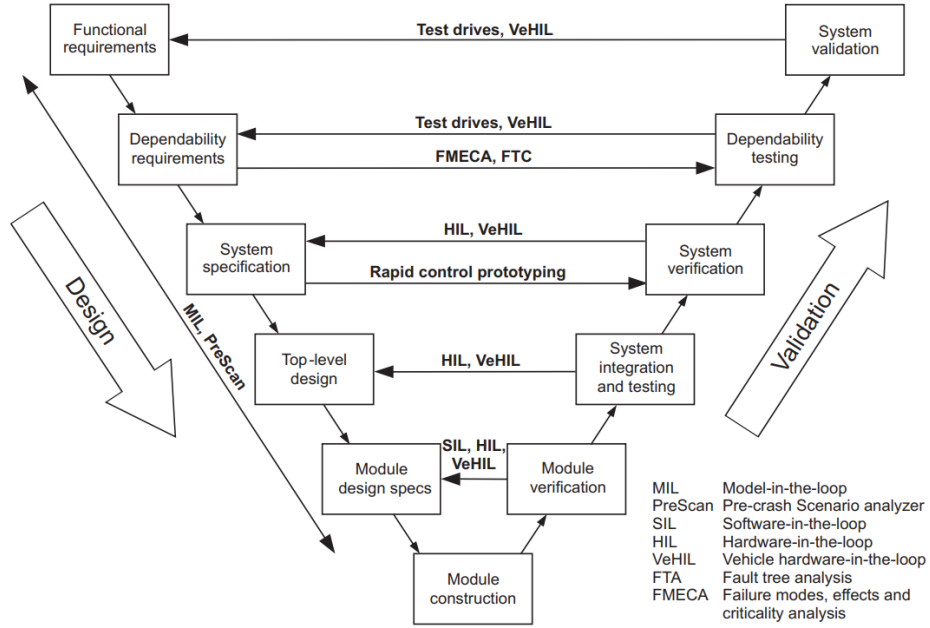 Functional
requirements
Test drives, VeHIL
System
validation
Dependability
requirements
Test drives, VeHIL
FMECA, FTC
Dependability
testing
System
specification
HIL, VeHIL
Rapid control prototyping
System
verification
Design
MIL, PreScan
Validation
Top-level
design
HIL, VeHIL
System
integration
and testing
Module
design specs
SIL, HIL,
VeHIL
Module
verification
Module
construction
MIL Model-in-the-loop
PreScan Pre-crash Scenario analyzer
SIL Software-in-the-loop
HIL Hardware-in-the-loop
VeHIL Vehicle hardware-in-the-loop
FTA Fault tree analysis
FMECA Failure modes, effects and
criticality analysis